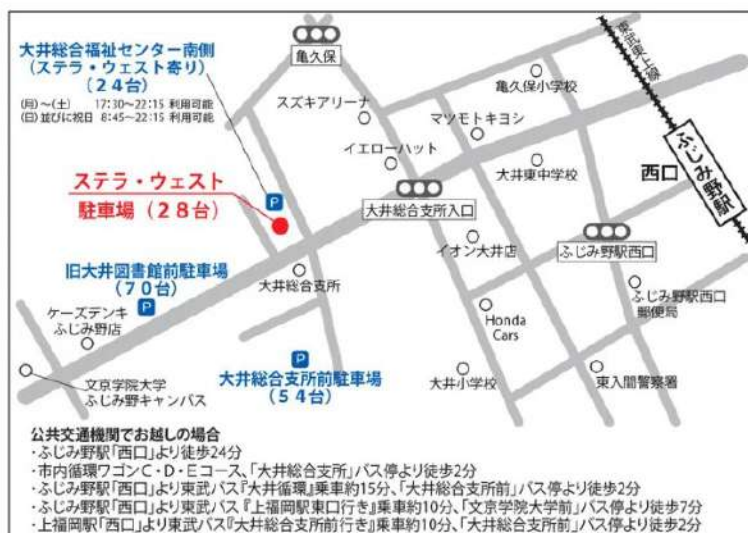 大井総合福祉センター南側
(ステラ・ウェスト寄り)
(24台)
(月)～(土) 17:30～22:15 利用可能
(日)並びに祝日 8:45～22:15 利用可能
亀久保
東武東上線
亀久保小学校
スズキアリーナ
マツモトキヨシ
イエローハット
大井東中学校
西口
ふじみ野駅
ステラ・ウェスト
駐車場(28台)
P
大井総合支所入口
イオン大井店
ふじみ野駅西口
旧大井図書館前駐車場
(70台)
P
大井総合支所
ふじみ野駅西口
郵便局
ケーズデンキ
ふじみ野店
Honda
Cars
P
文京学院大学
ふじみ野キャンパス
大井総合支所前駐車場
(54台)
大井小学校
東入間警察署
公共交通機関でお越しの場合
・ふじみ野駅「西口」より徒歩24分
・市内循環ワゴンC・D・Eコース、「大井総合支所」バス停より徒歩2分
・ふじみ野駅「西口」より東武バス『大井循環』乗車約15分、「大井総合支所前」バス停より徒歩2分
・ふじみ野駅「西口」より東武バス『上福岡駅東口行き』乗車約10分、「文京学院大学前」バス停より徒歩7分
・上福岡駅「西口」より東武バス『大井総合支所前行き』乗車約10分、「大井総合支所前」バス停より徒歩2分